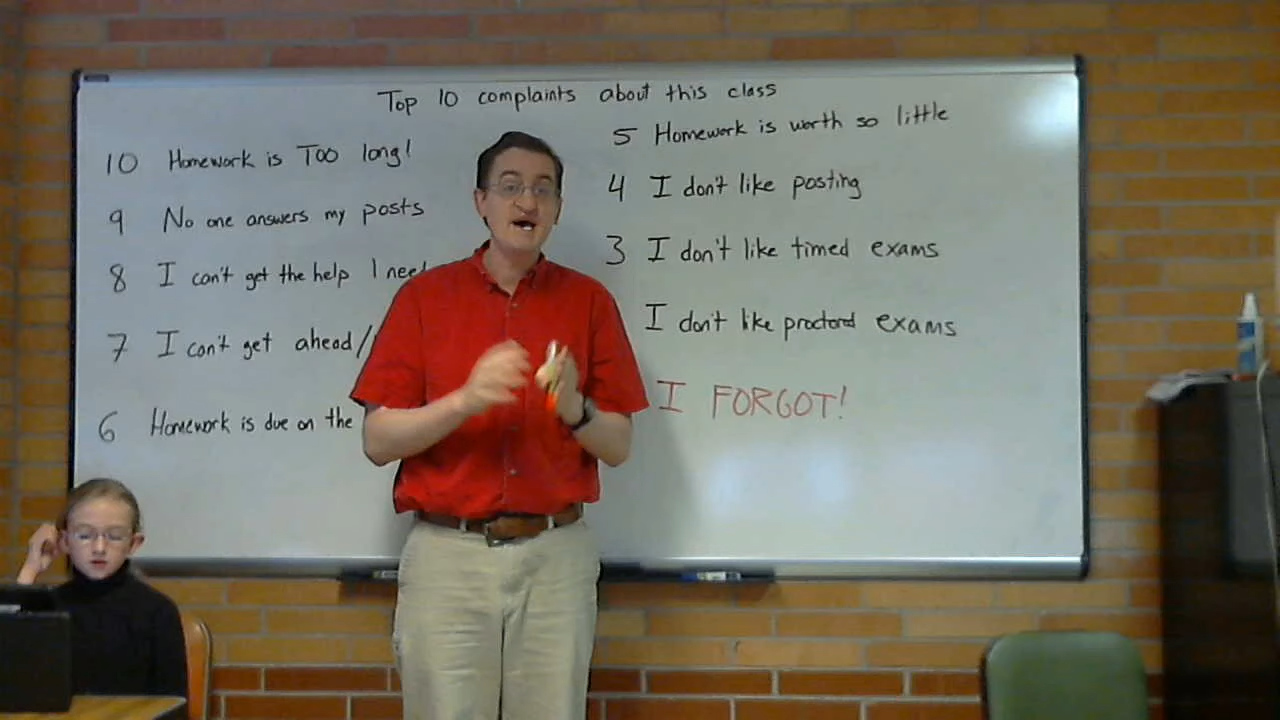 Top 10 complaints about this class
10 Homework is Too long!
9 No one answers my posts
8 I can't get the help I
7 I can't get ahead/
6 Homework is due on the
5 Homework is worth so little
4 I don't like posting
3 I don't like timed exams
I don't like proctored exams
I FORGOT!